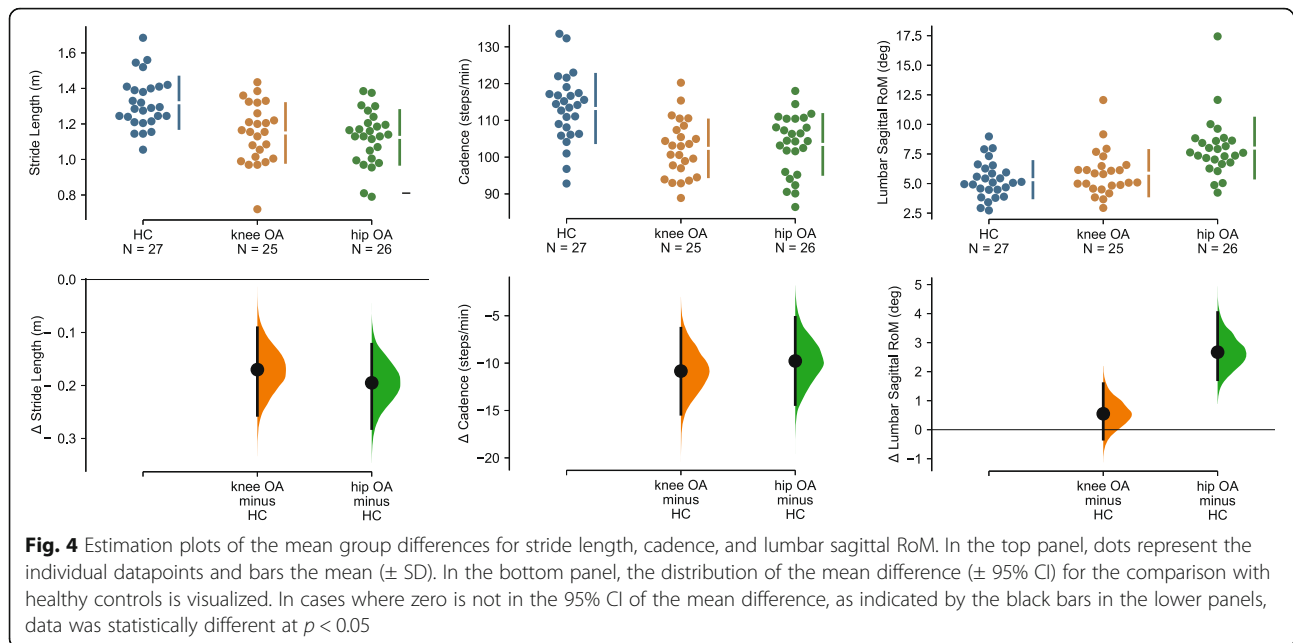 Stride Length (m)
1.6
1.4
1.2
1.0
0.8
HC
N = 27
knee OA
N = 25
hip OA
N = 26
Cadence (steps/min)
130
120
110
100
90
HC
N = 27
knee OA
N = 25
hip OA
N = 26
Lumbar Sagittal RoM (deg)
17.5
15.0
12.5
10.0
7.5
5.0
2.5
HC
N = 27
knee OA
N = 25
hip OA
N = 26
Δ Stride Length (m)
0.0
− 0.1
− 0.2
− 0.3
knee OA
minus
HC
hip OA
minus
HC
Δ Cadence (steps/min)
−5
−10
−15
−20
knee OA
minus
HC
hip OA
minus
HC
Δ Lumbar Sagittal RoM (deg)
5
4
3
2
1
0
−1
knee OA
minus
HC
hip OA
minus
HC
Fig. 4 Estimation plots of the mean group differences for stride length, cadence, and lumbar sagittal RoM. In the top panel, dots represent the
individual datapoints and bars the mean (± SD). In the bottom panel, the distribution of the mean difference (± 95% CI) for the comparison with
healthy controls is visualized. In cases where zero is not in the 95% CI of the mean difference, as indicated by the black bars in the lower panels,
data was statistically different at p < 0.05